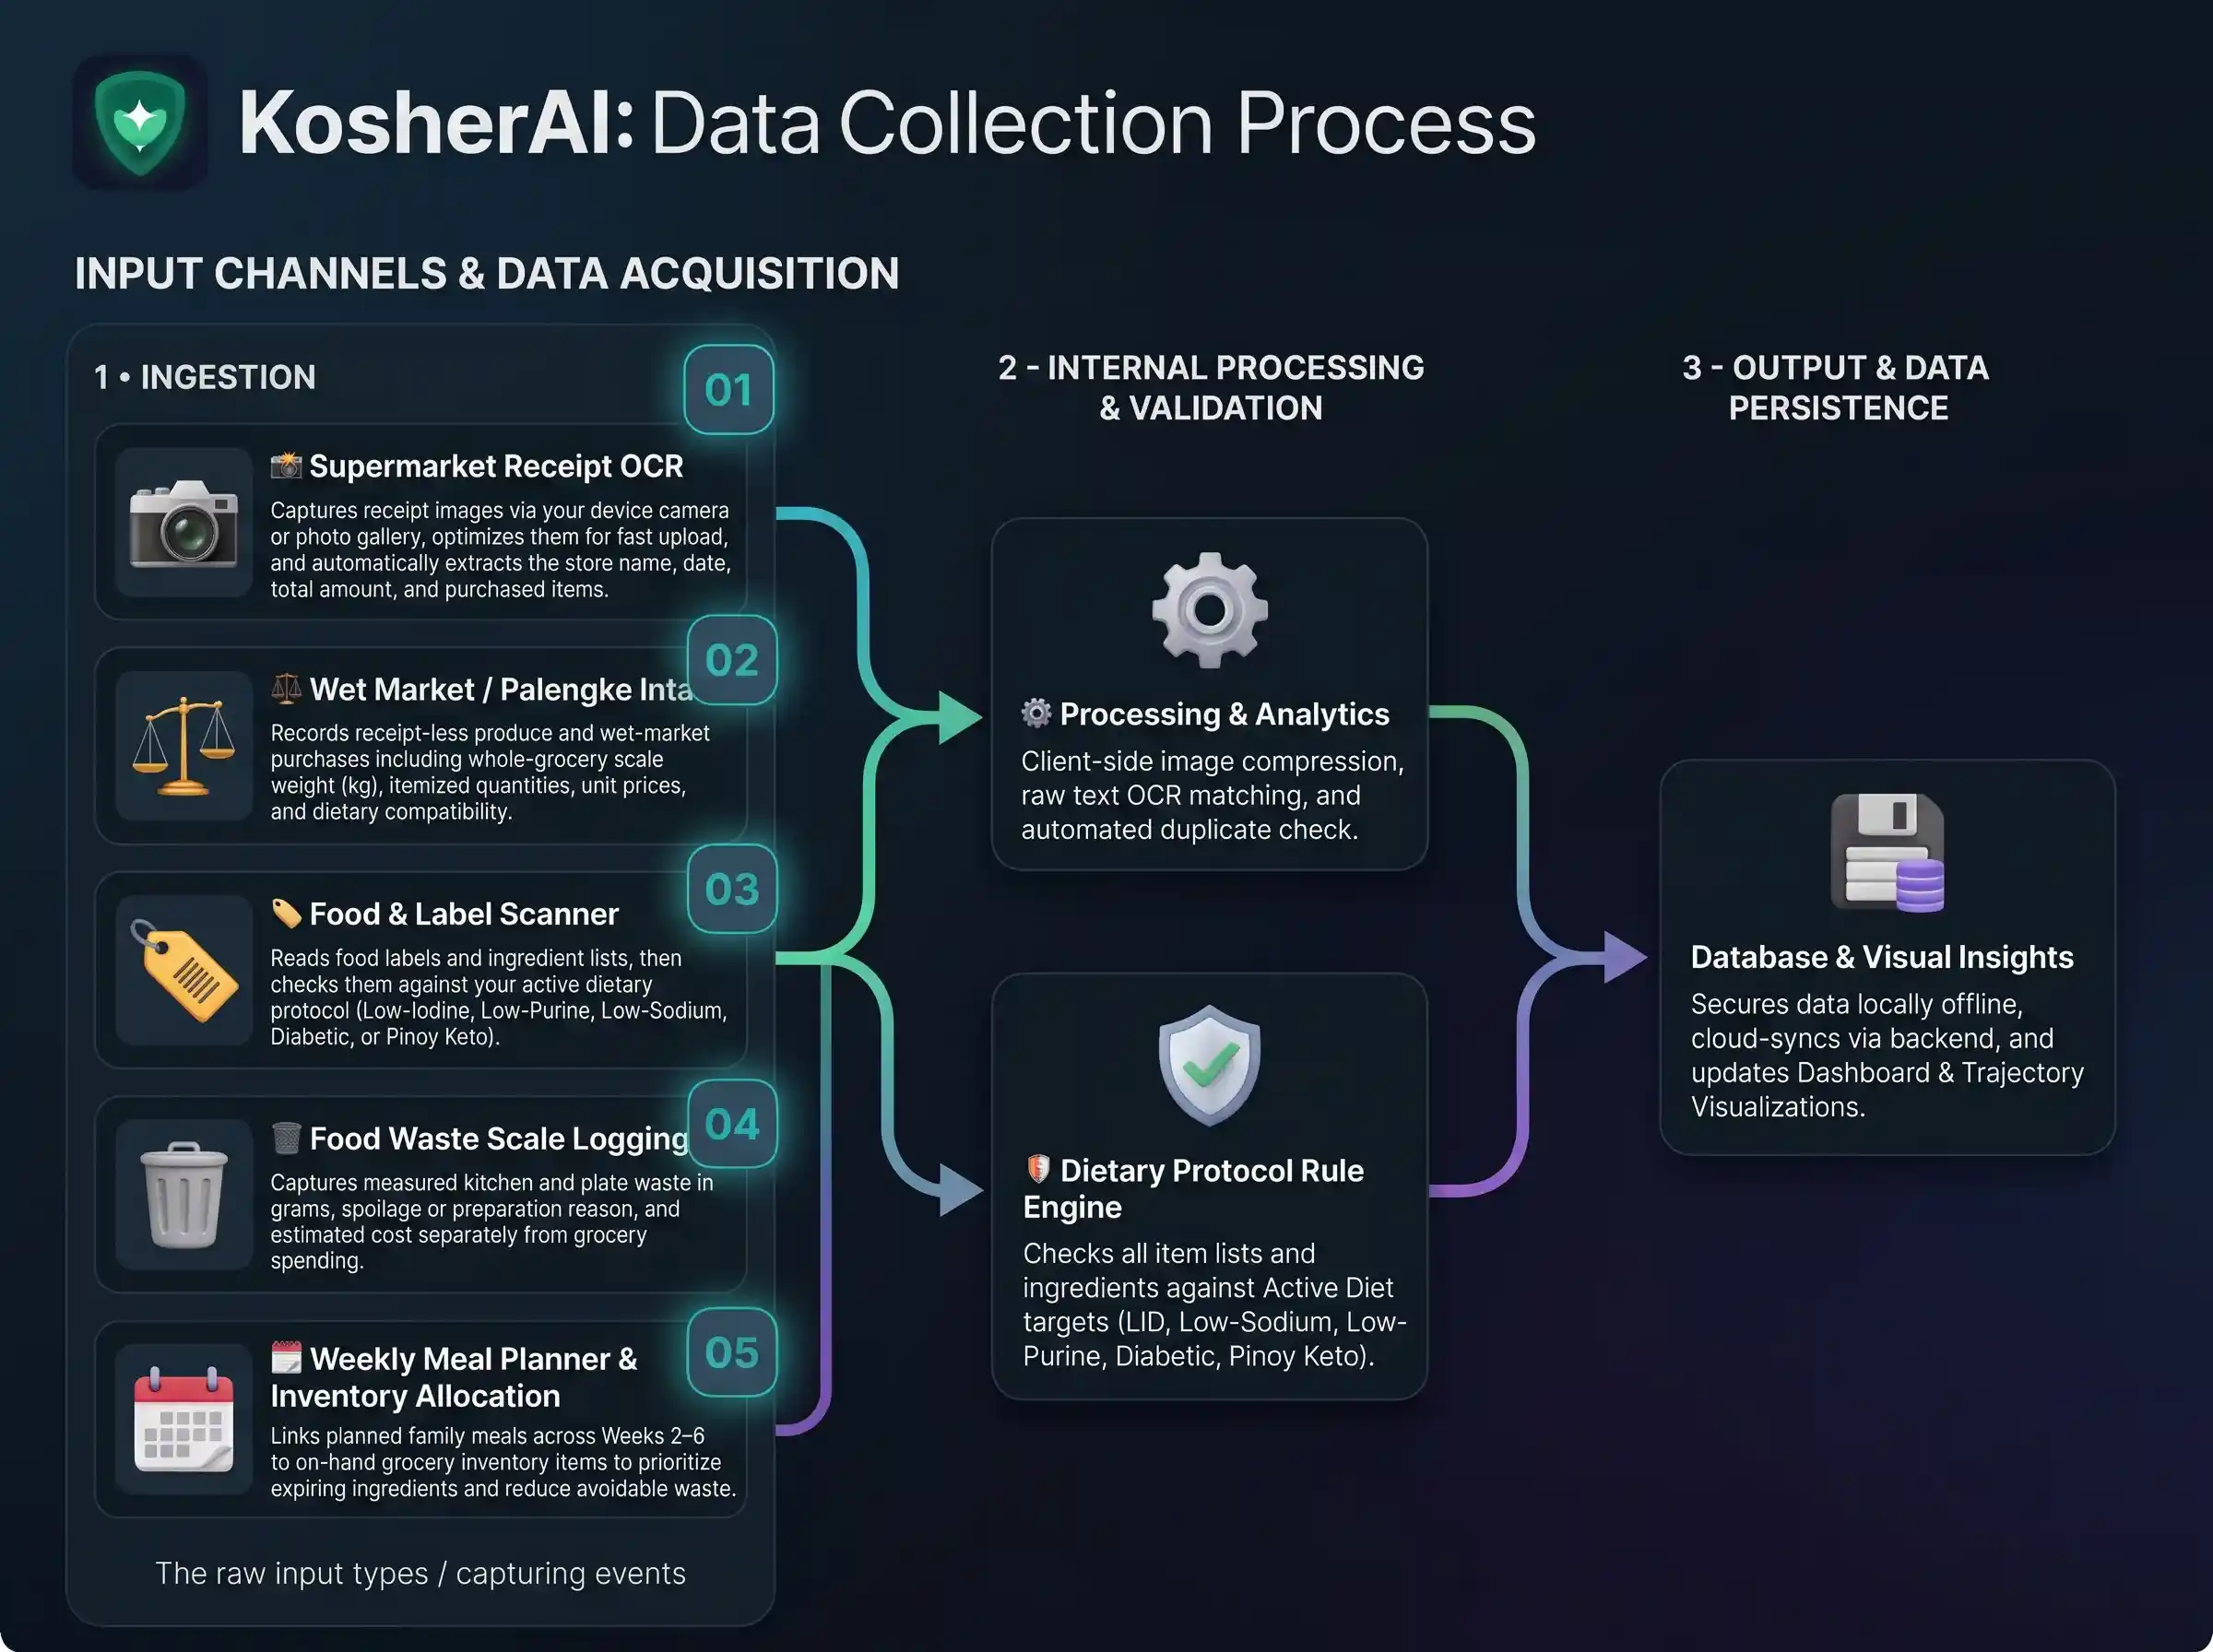 KosherAI: Data Collection Process
INPUT CHANNELS & DATA ACQUISITION
1 • INGESTION
01
Supermarket Receipt OCR
Captures receipt images via your device camera
or photo gallery, optimizes them for fast upload,
and automatically extracts the store name, date,
total amount, and purchased items.
02
Wet Market / Palengke Inta
Records receipt-less produce and wet-market
purchases including whole-grocery scale
weight (kg), itemized quantities, unit prices,
and dietary compatibility.
03
Food & Label Scanner
Reads food labels and ingredient lists, then
checks them against your active dietary
protocol (Low-Iodine, Low-Purine, Low-Sodium,
Diabetic, or Pinoy Keto).
04
Food Waste Scale Logging
Captures measured kitchen and plate waste in
grams, spoilage or preparation reason, and
estimated cost separately from grocery
spending.
05
Weekly Meal Planner &
Inventory Allocation
Links planned family meals across Weeks 2–6
to on-hand grocery inventory items to prioritize
expiring ingredients and reduce avoidable waste.
The raw input types / capturing events
2 - INTERNAL PROCESSING
& VALIDATION
Processing & Analytics
Client-side image compression,
raw text OCR matching, and
automated duplicate check.
Dietary Protocol Rule
Engine
Checks all item lists and
ingredients against Active Diet
targets (LID, Low-Sodium, Low-
Purine, Diabetic, Pinoy Keto).
3 - OUTPUT & DATA
PERSISTENCE
Database & Visual Insights
Secures data locally offline,
cloud-syncs via backend, and
updates Dashboard & Trajectory
Visualizations.